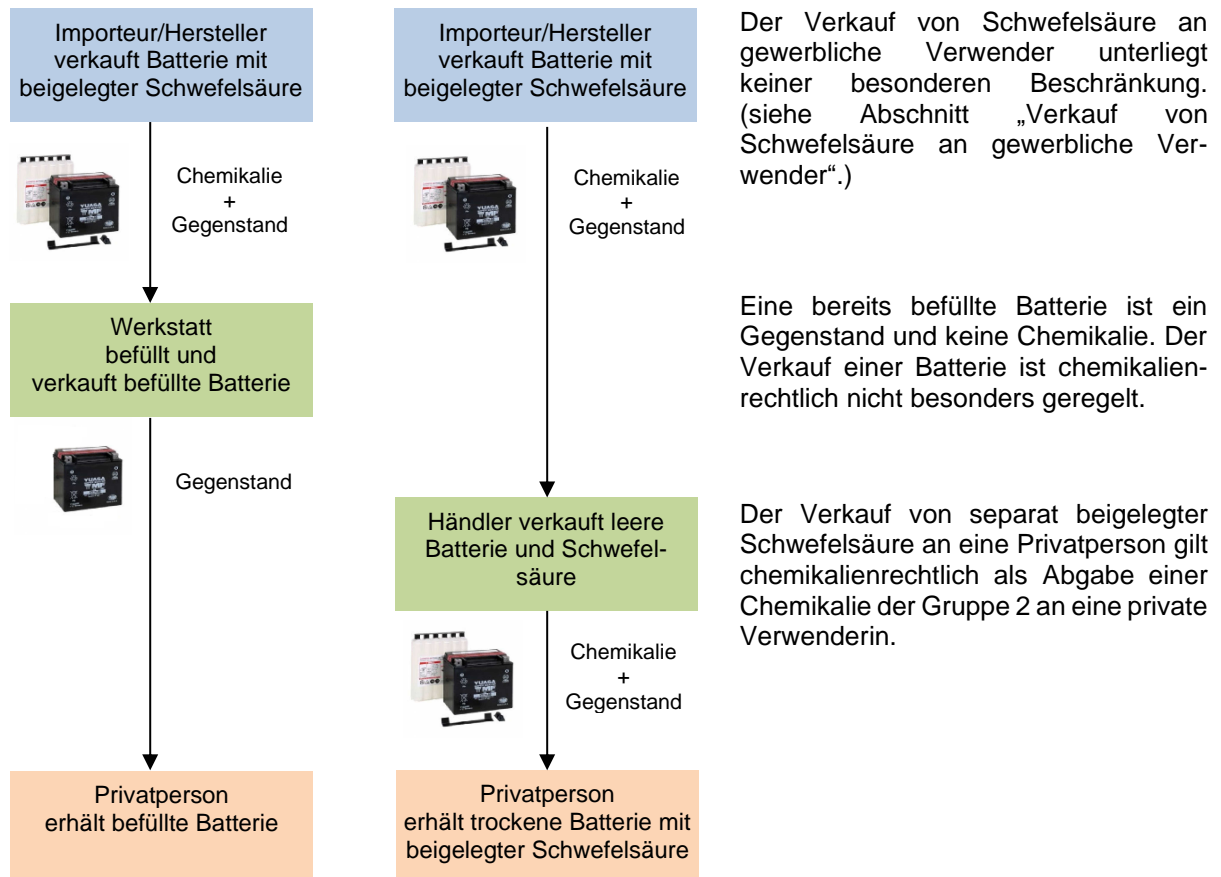 Importeur/Hersteller
verkauft Batterie mit
beigelegter Schwefelsäure
Chemikalie
+
Gegenstand
Werkstatt
befüllt und
verkauft befüllte Batterie
Gegenstand
Privatperson
erhält befüllte Batterie
Importeur/Hersteller
verkauft Batterie mit
beigelegter Schwefelsäure
Chemikalie
+
Gegenstand
Händler verkauft leere
Batterie und Schwefel-
säure
Chemikalie
+
Gegenstand
Privatperson
erhält trockene Batterie mit
beigelegter Schwefelsäure
Der Verkauf von Schwefelsäure an
gewerbliche Verwender unterliegt
keiner besonderen Beschränkung.
(siehe Abschnitt „Verkauf von
Schwefelsäure an gewerbliche Ver-
wender“.)
Eine bereits befüllte Batterie ist ein
Gegenstand und keine Chemikalie. Der
Verkauf einer Batterie ist chemikalien-
rechtlich nicht besonders geregelt.
Der Verkauf von separat beigelegter
Schwefelsäure an eine Privatperson gilt
chemikalienrechtlich als Abgabe einer
Chemikalie der Gruppe 2 an eine private
Verwenderin.